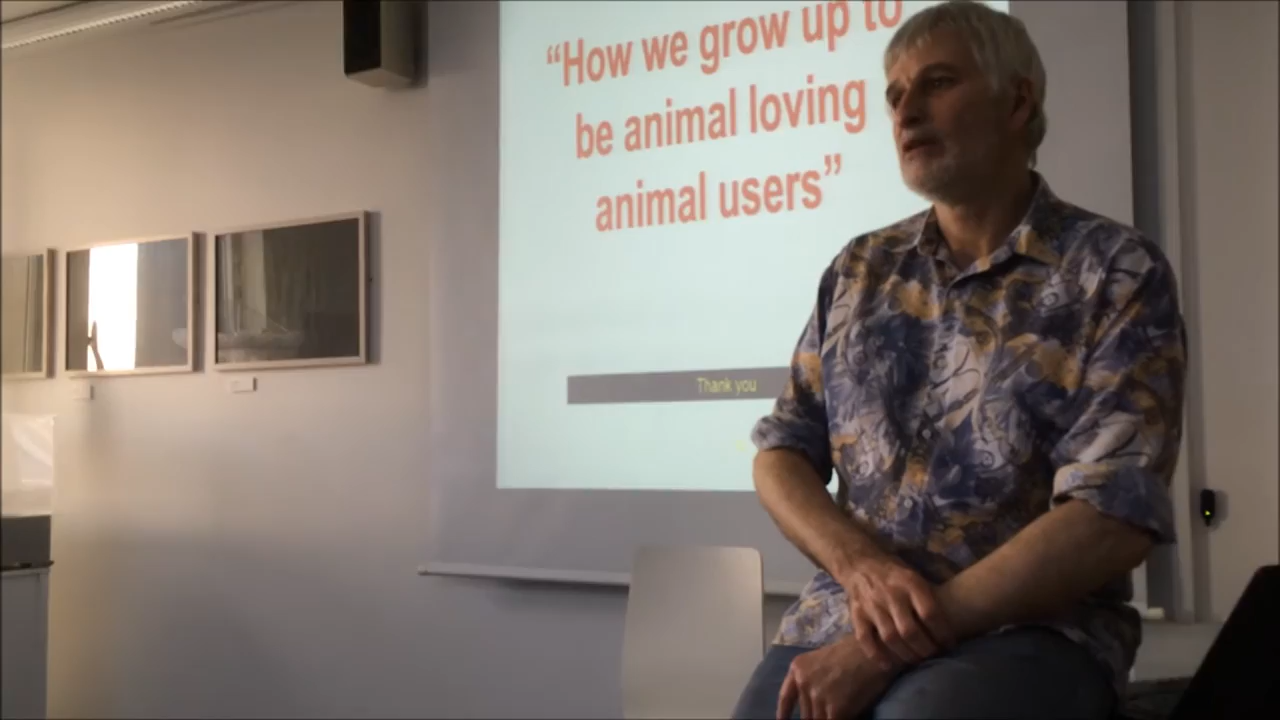 “How we grow up to
be animal loving
animal users”
Thank you